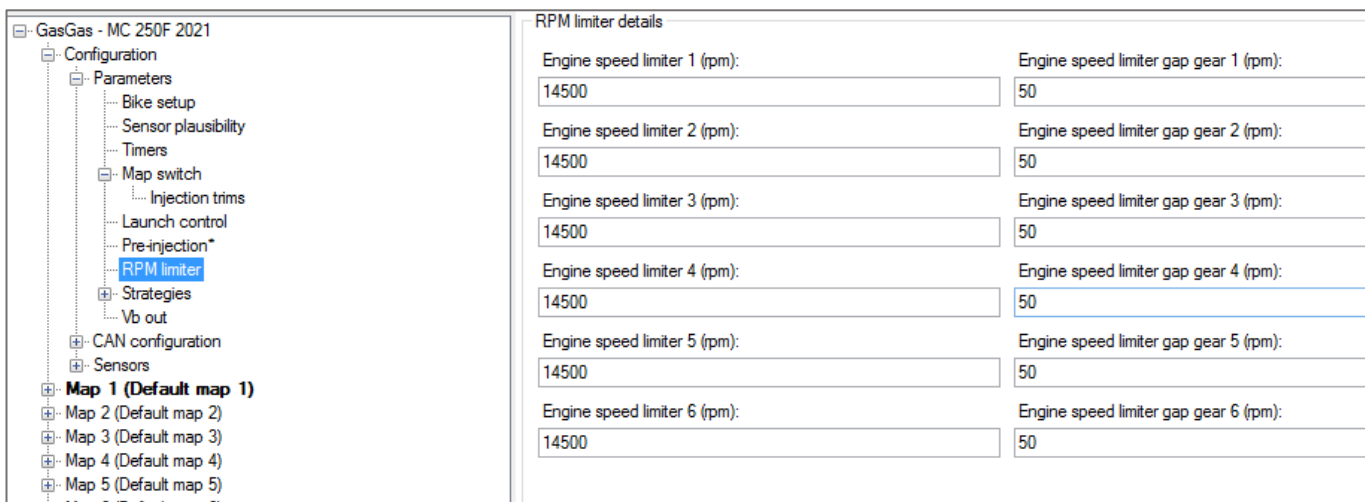 GasGas - MC 250F 2021
Configuration
Parameters
Bike setup
Sensor plausibility
Timers
Map switch
Injection trims
Launch control
Pre-injection*
RPM limiter
Strategies
Vb out
CAN configuration
Sensors
Map 1 (Default map 1)
Map 2 (Default map 2)
Map 3 (Default map 3)
Map 4 (Default map 4)
Map 5 (Default map 5)
RPM limiter details
Engine speed limiter 1 (rpm): Engine speed limiter gap gear 1 (rpm):
14500 50
Engine speed limiter 2 (rpm): Engine speed limiter gap gear 2 (rpm):
14500 50
Engine speed limiter 3 (rpm): Engine speed limiter gap gear 3 (rpm):
14500 50
Engine speed limiter 4 (rpm): Engine speed limiter gap gear 4 (rpm):
14500 50
Engine speed limiter 5 (rpm): Engine speed limiter gap gear 5 (rpm):
14500 50
Engine speed limiter 6 (rpm): Engine speed limiter gap gear 6 (rpm):
14500 50